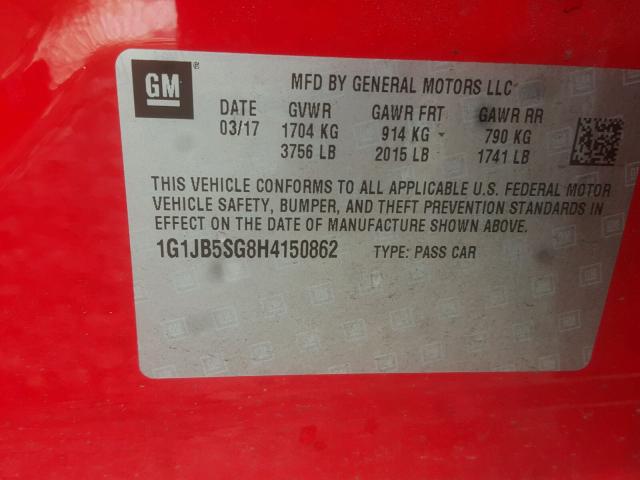 GM ®
MFD BY GENERAL MOTORS LLC
DATE GVWR GAWR FRT GAWR RR
03/17 1704 KG 914 KG 790 KG
3756 LB 2015 LB 1741 LB
THIS VEHICLE CONFORMS TO ALL APPLICABLE U.S. FEDERAL MOTOR
VEHICLE SAFETY, BUMPER, AND THEFT PREVENTION STANDARDS IN
EFFECT ON THE DATE OF MANUFACTURE SHOWN ABOVE.
1G1JB5SG8H4150862 TYPE: PASS CAR